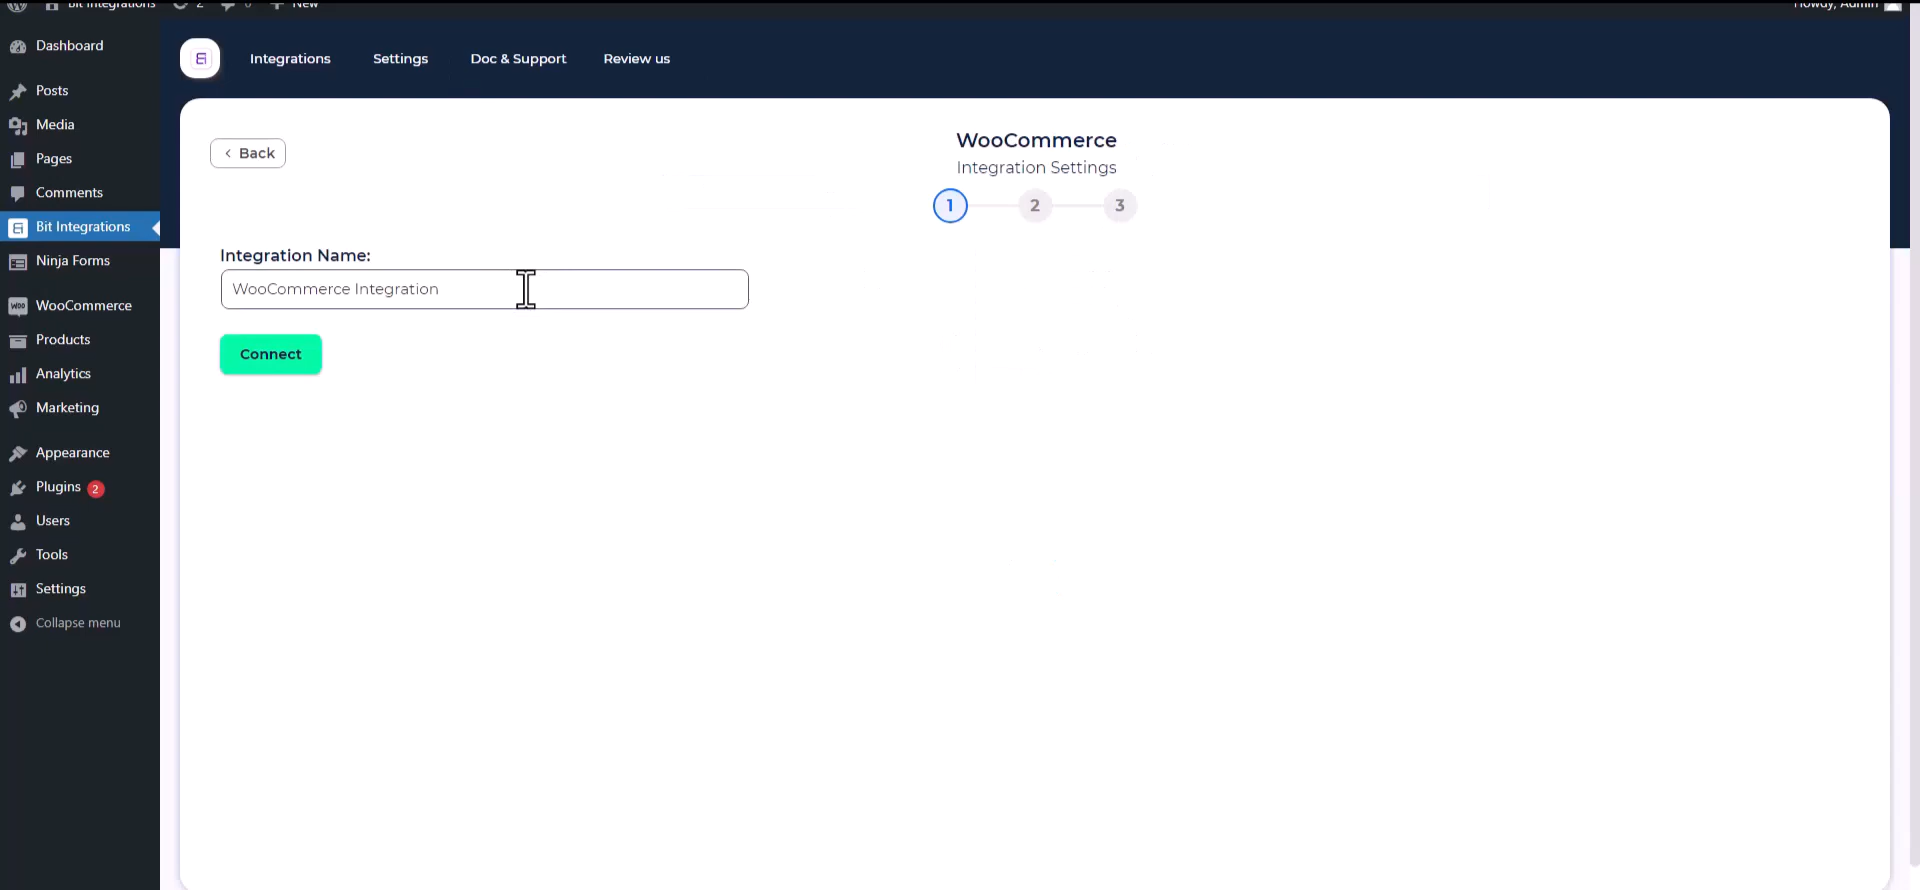 Bit Integrations 2 0 New
Howdy, Admin
Dashboard
Posts
Media
Pages
Comments
Bit Integrations
Ninja Forms
WooCommerce
Products
Analytics
Marketing
Appearance
Plugins 2
Users
Tools
Settings
Collapse menu
Integrations Settings Doc & Support Review us
Back
WooCommerce
Integration Settings
1 2 3
Integration Name:
WooCommerce Integration
Connect